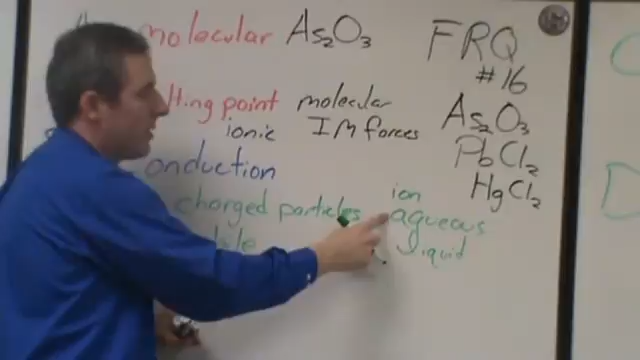 molecular As₂O₃ FRQ
#16
lting point molecular As₂O₃
ionic IM forces PbCl₂
onduction HgCl₂
charged particles ion
aqueous
liquid